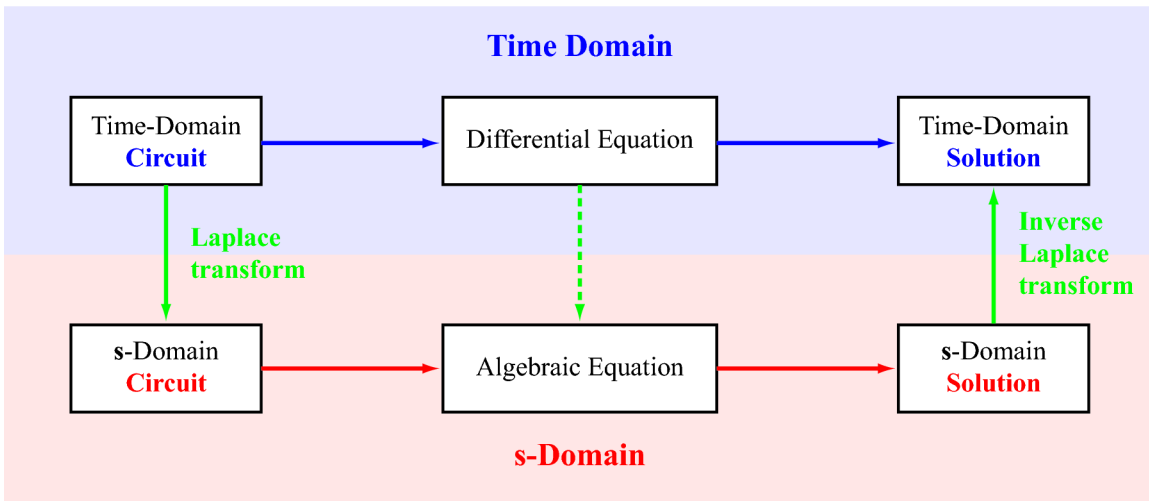 Time Domain
Time-Domain
Circuit
Differential Equation
Time-Domain
Solution
Laplace
transform
Inverse
Laplace
transform
s-Domain
Circuit
Algebraic Equation
s-Domain
Solution
s-Domain